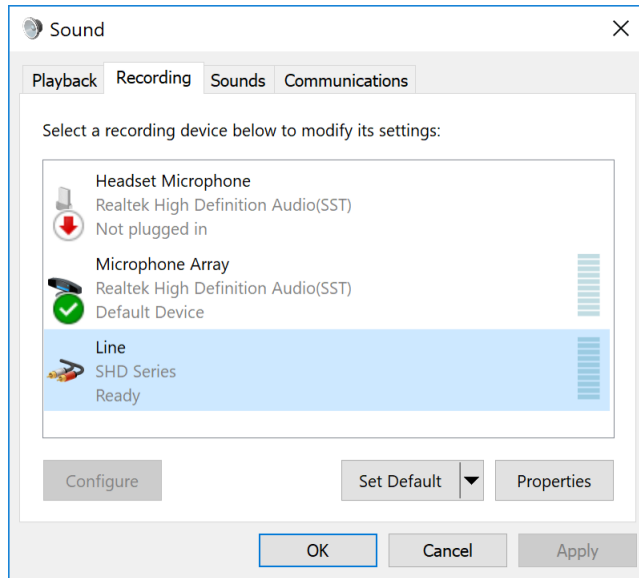 Sound
Playback Recording Sounds Communications
Select a recording device below to modify its settings:
Headset Microphone
Realtek High Definition Audio(SST)
Not plugged in
Microphone Array
Realtek High Definition Audio(SST)
Default Device
Line
SHD Series
Ready
Configure Set Default Properties
OK Cancel Apply